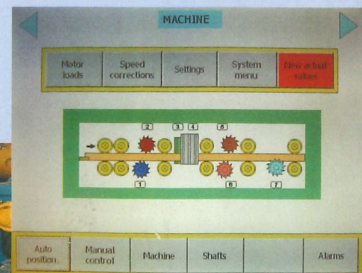 MACHINE
Motor loads
Speed corrections
Settings
System menu
New actual values
2 3 4 5
1 6 7
Auto position.
Manual control
Machine
Shafts
Alarms